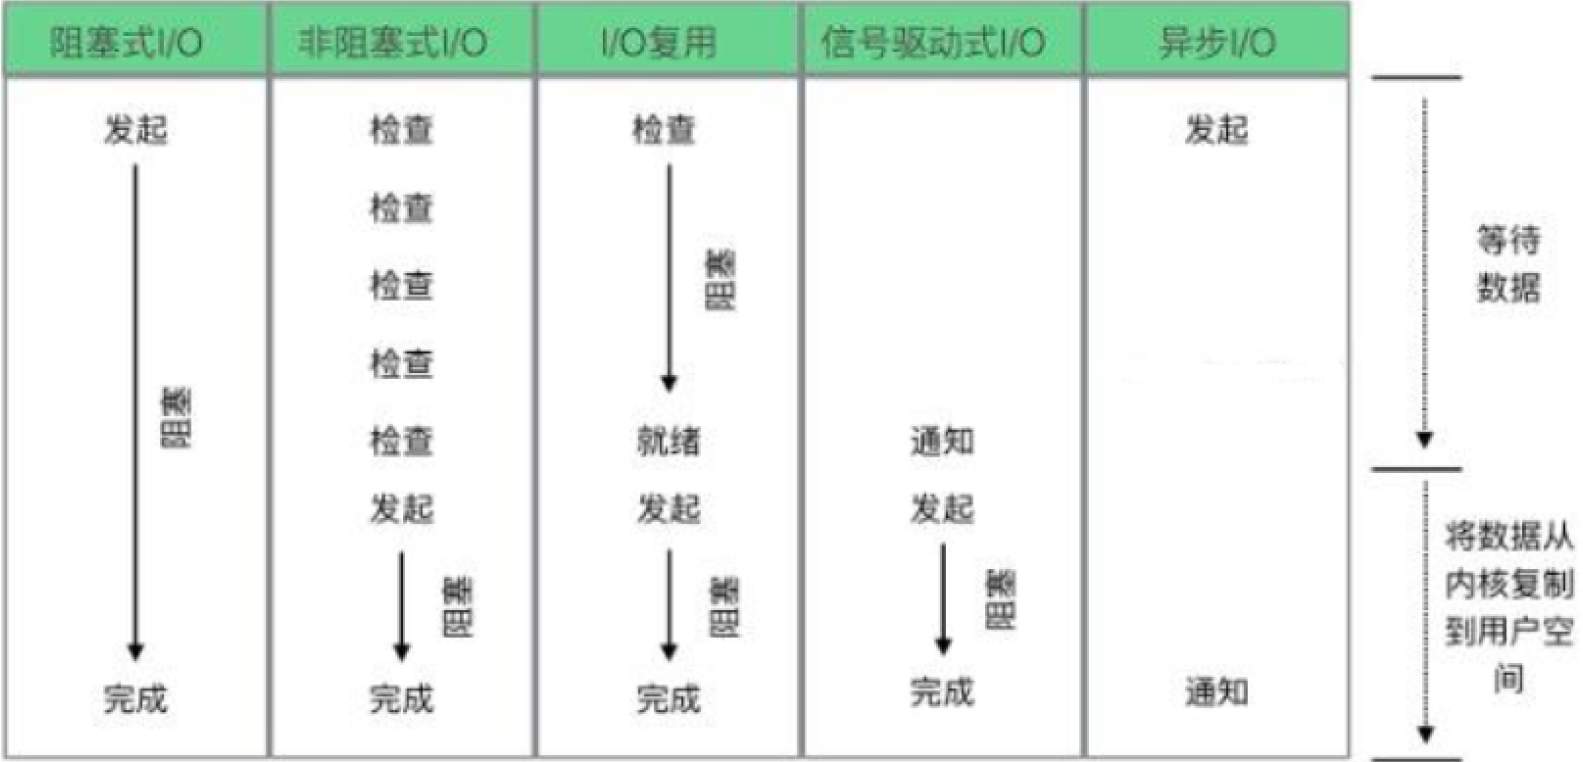 阻塞式I/O
非阻塞式I/O
I/O复用
信号驱动式I/O
异步I/O
发起
阻塞
完成
检查
检查
检查
检查
检查
发起
阻塞
完成
检查
阻塞
就绪
发起
阻塞
完成
通知
发起
阻塞
完成
发起
通知
等待
数据
将数据从
内核复制
到用户空
间